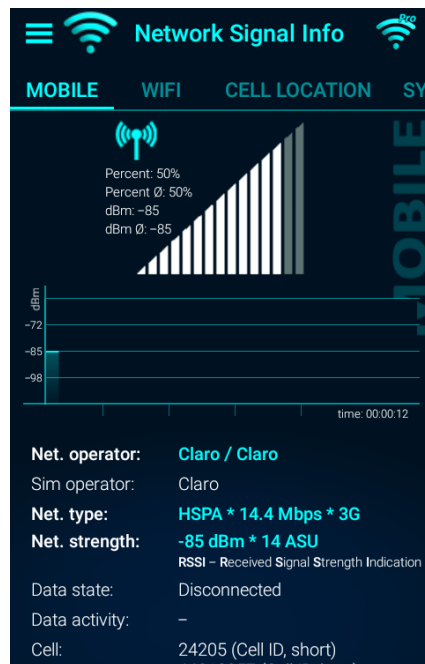 Network Signal Info
Pro
MOBILE WIFI CELL LOCATION SY
Percent: 50%
Percent Ø: 50%
dBm: -85
dBm Ø: -85
MOBILE
dBm
-72
-85
-98
time: 00:00:12
Net. operator: Claro / Claro
Sim operator: Claro
Net. type: HSPA * 14.4 Mbps * 3G
Net. strength: -85 dBm * 14 ASU
RSSI – Received Signal Strength Indication
Data state: Disconnected
Data activity: –
Cell: 24205 (Cell ID, short)